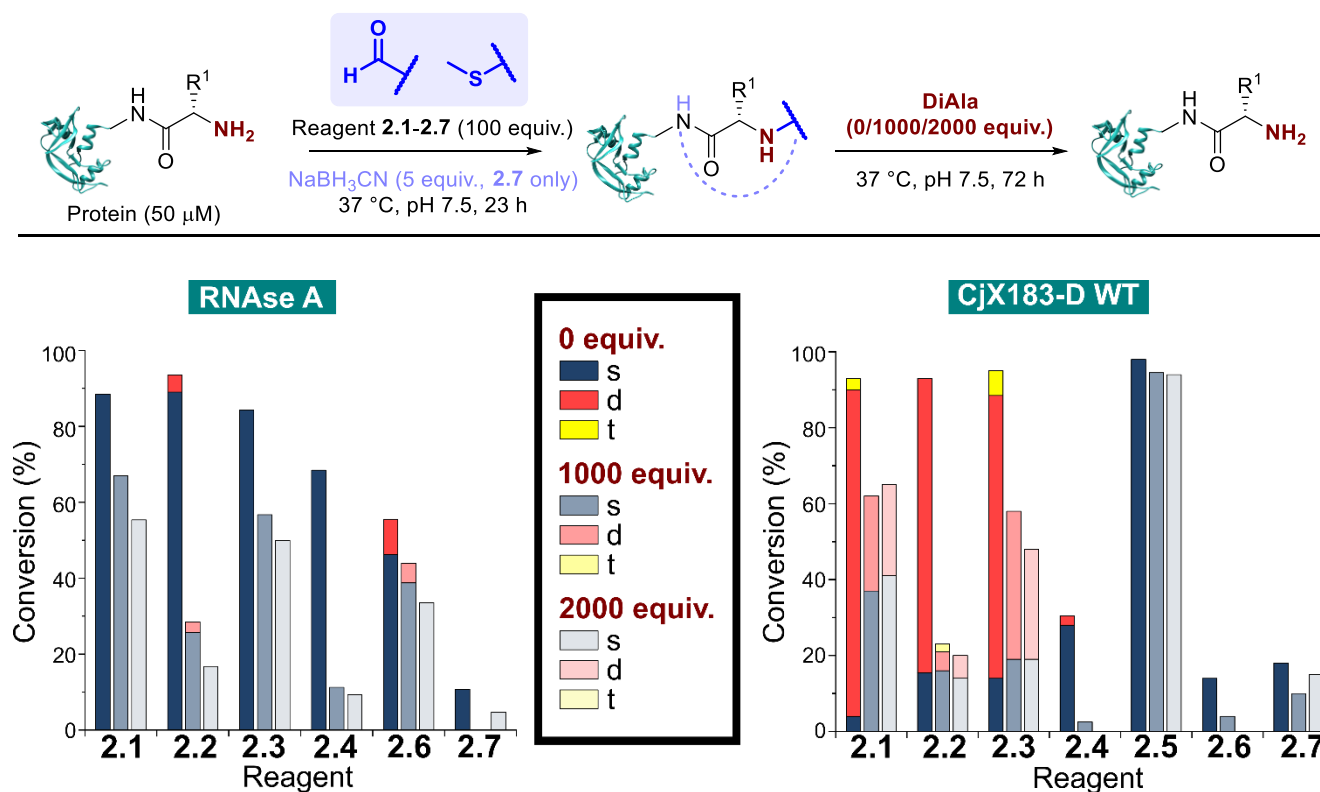 H
O
S
H
N
O
R1
NH2
Protein (50 μM)
Reagent 2.1-2.7 (100 equiv.)
NaBH3CN (5 equiv., 2.7 only)
37 °C, pH 7.5, 23 h
H
N
O
R1
N
H
DiAla
(0/1000/2000 equiv.)
37 °C, pH 7.5, 72 h
H
N
O
R1
NH2
RNAse A
Conversion (%)
100
80
60
40
20
0
2.1 2.2 2.3 2.4 2.6 2.7
Reagent
0 equiv.
s
d
t
1000 equiv.
s
d
t
2000 equiv.
s
d
t
CjX183-D WT
Conversion (%)
100
80
60
40
20
0
2.1 2.2 2.3 2.4 2.5 2.6 2.7
Reagent